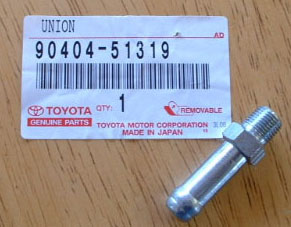 UNION
AD
90404-51319
TOYOTA QTY: 1 REMOVABLE
GENUINE PARTS TOYOTA MOTOR CORPORATION
MADE IN JAPAN